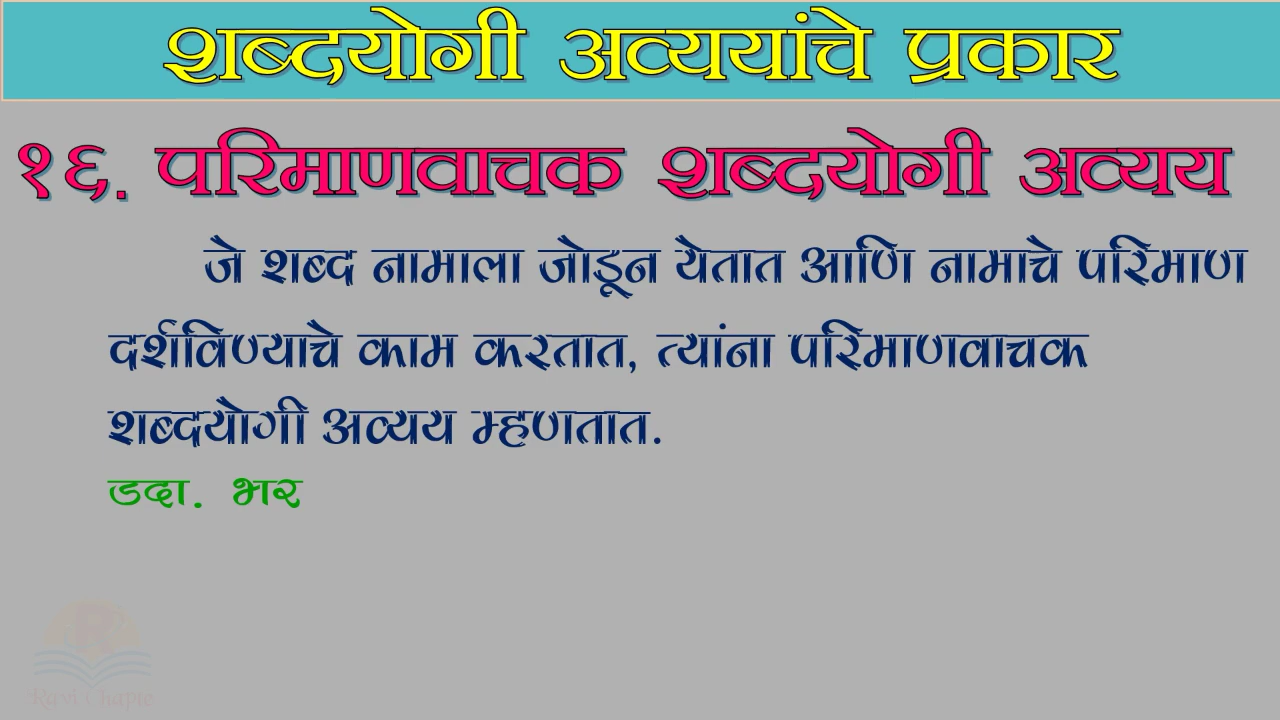 शब्दयोगी अव्ययांचे प्रकार
१६. परिमाणवाचक शब्दयोगी अव्यय
जे शब्द नामाला जोडून येतात आणि नामाचे परिमाण
दर्शविण्याचे काम करतात, त्यांना परिमाणवाचक
शब्दयोगी अव्यय म्हणतात.
उदा. भर